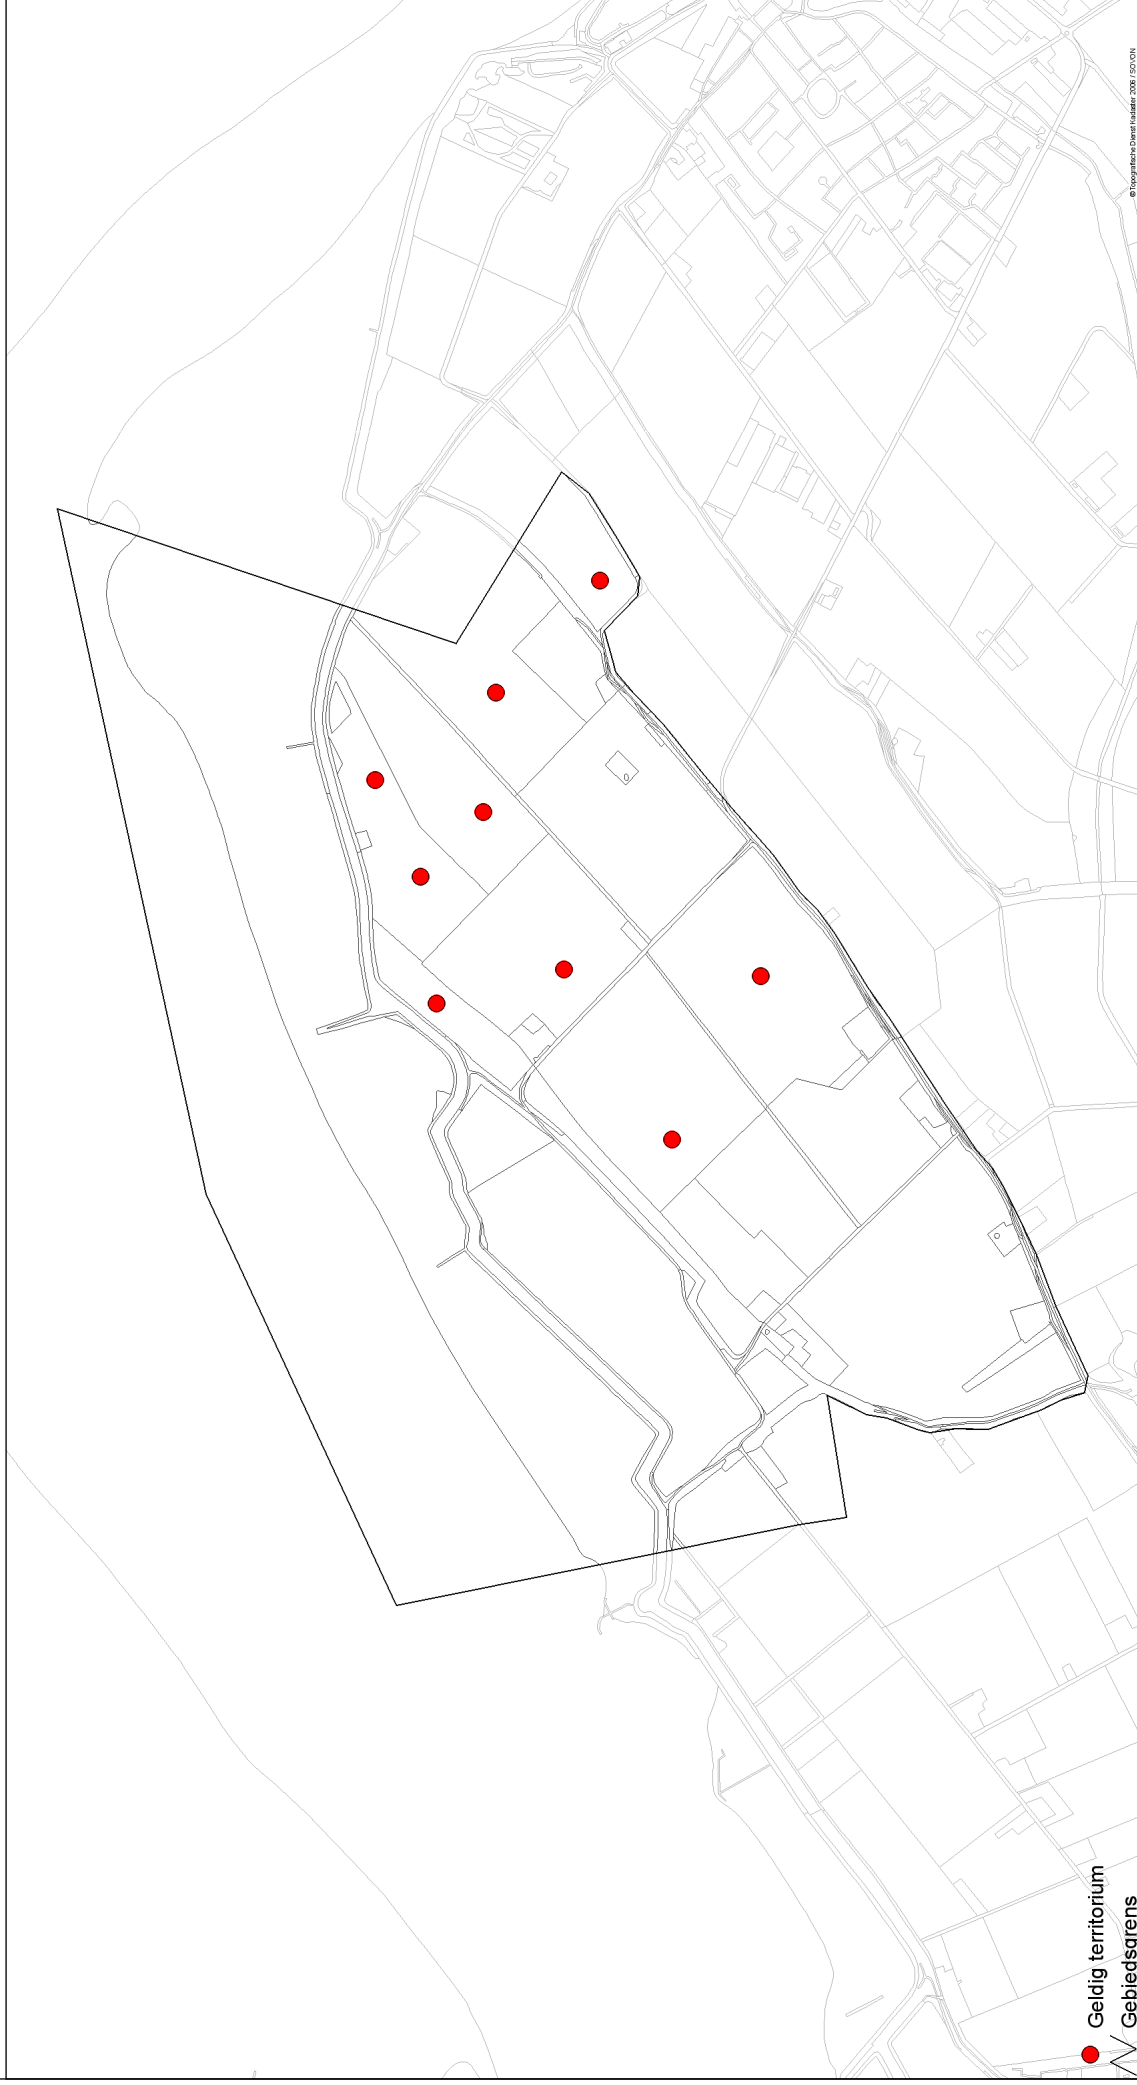 © Topografische Dienst Kadaster 2006 / SOVON
Geldig territorium
Gebiedsgrens